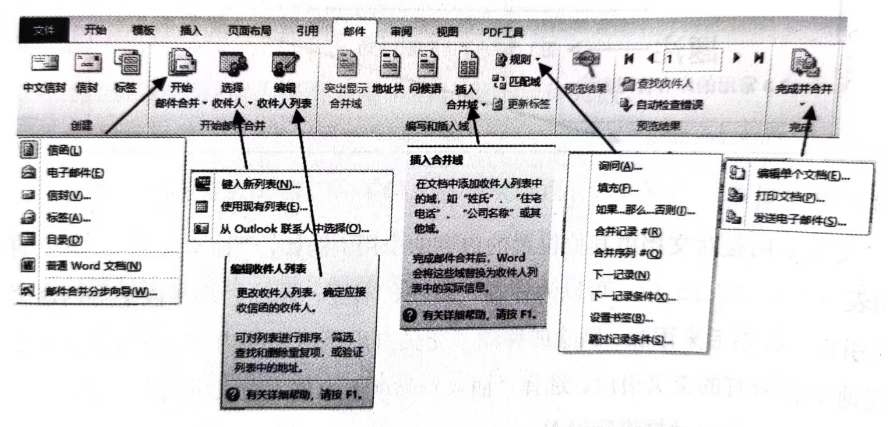 文件 开始 模板 插入 页面布局 引用 邮件 审阅 视图 PDF工具
中文信封 信封 标签
创建
开始
邮件合并
选择
收件人
编辑
收件人列表
开始邮件合并
突出显示
合并域
地址块 问候语
插入
合并域
规则
匹配域
更新标签
编写和插入域
预览结果
1
查找收件人
自动检查错误
预览结果
完成并合并
完成
信函(L)
电子邮件(E)
信封(V)...
标签(A)...
目录(D)
普通 Word 文档(N)
邮件合并分步向导(W)...
键入新列表(N)...
使用现有列表(E)...
从 Outlook 联系人中选择(O)...
编辑收件人列表
更改收件人列表，确定应接
收信函的收件人。
可对列表进行排序、筛选、
查找和删除重复项，或验证
列表中的地址。
有关详细帮助，请按 F1。
插入合并域
在文档中添加收件人列表中
的域，如“姓氏”、“住宅
电话”、“公司名称”或其
他域。
完成邮件合并后，Word
会将这些域替换为收件人列
表中的实际信息。
有关详细帮助，请按 F1。
询问(A)...
填充(F)...
如果...那么...否则(I)...
合并记录 #(R)
合并序列 #(Q)
下一记录(N)
下一记录条件(X)...
设置书签(B)...
跳过记录条件(S)...
编辑单个文档(E)...
打印文档(P)...
发送电子邮件(S)...